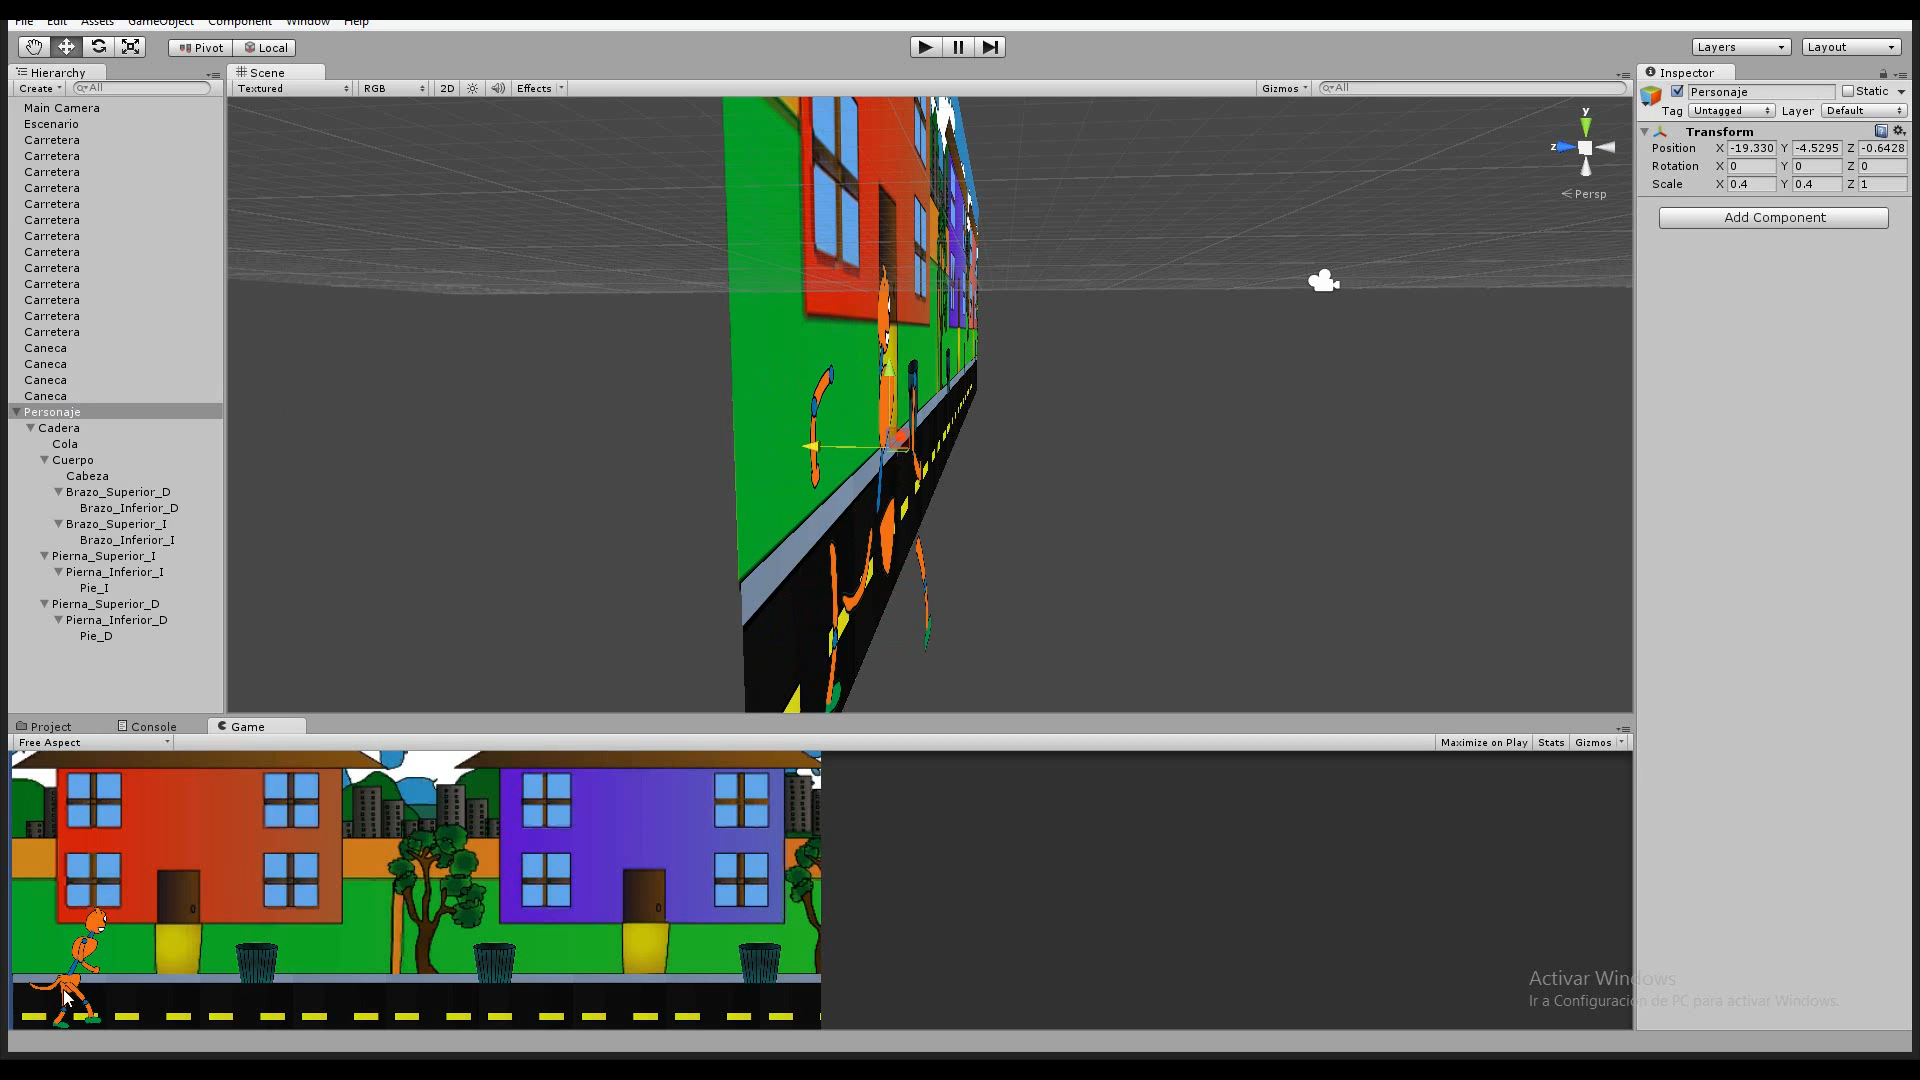 File Edit Assets GameObject Component Window Help
Pivot Local Layers Layout
Hierarchy
Create All
Main Camera
Escenario
Carretera
Carretera
Carretera
Carretera
Carretera
Carretera
Carretera
Carretera
Carretera
Carretera
Carretera
Carretera
Carretera
Caneca
Caneca
Caneca
Caneca
Personaje
Cadera
Cola
Cuerpo
Cabeza
Brazo_Superior_D
Brazo_Inferior_D
Brazo_Superior_I
Brazo_Inferior_I
Pierna_Superior_I
Pierna_Inferior_I
Pie_I
Pierna_Superior_D
Pierna_Inferior_D
Pie_D
Scene
Textured RGB 2D Effects Gizmos All
y
z
Persp
Inspector
Personaje Static
Tag Untagged Layer Default
Transform
Position X -19.330 Y -4.5295 Z -0.6428
Rotation X 0 Y 0 Z 0
Scale X 0.4 Y 0.4 Z 1
Add Component
Project Console Game
Free Aspect Maximize on Play Stats Gizmos
Activar Windows
Ir a Configuración de PC para activar Windows.